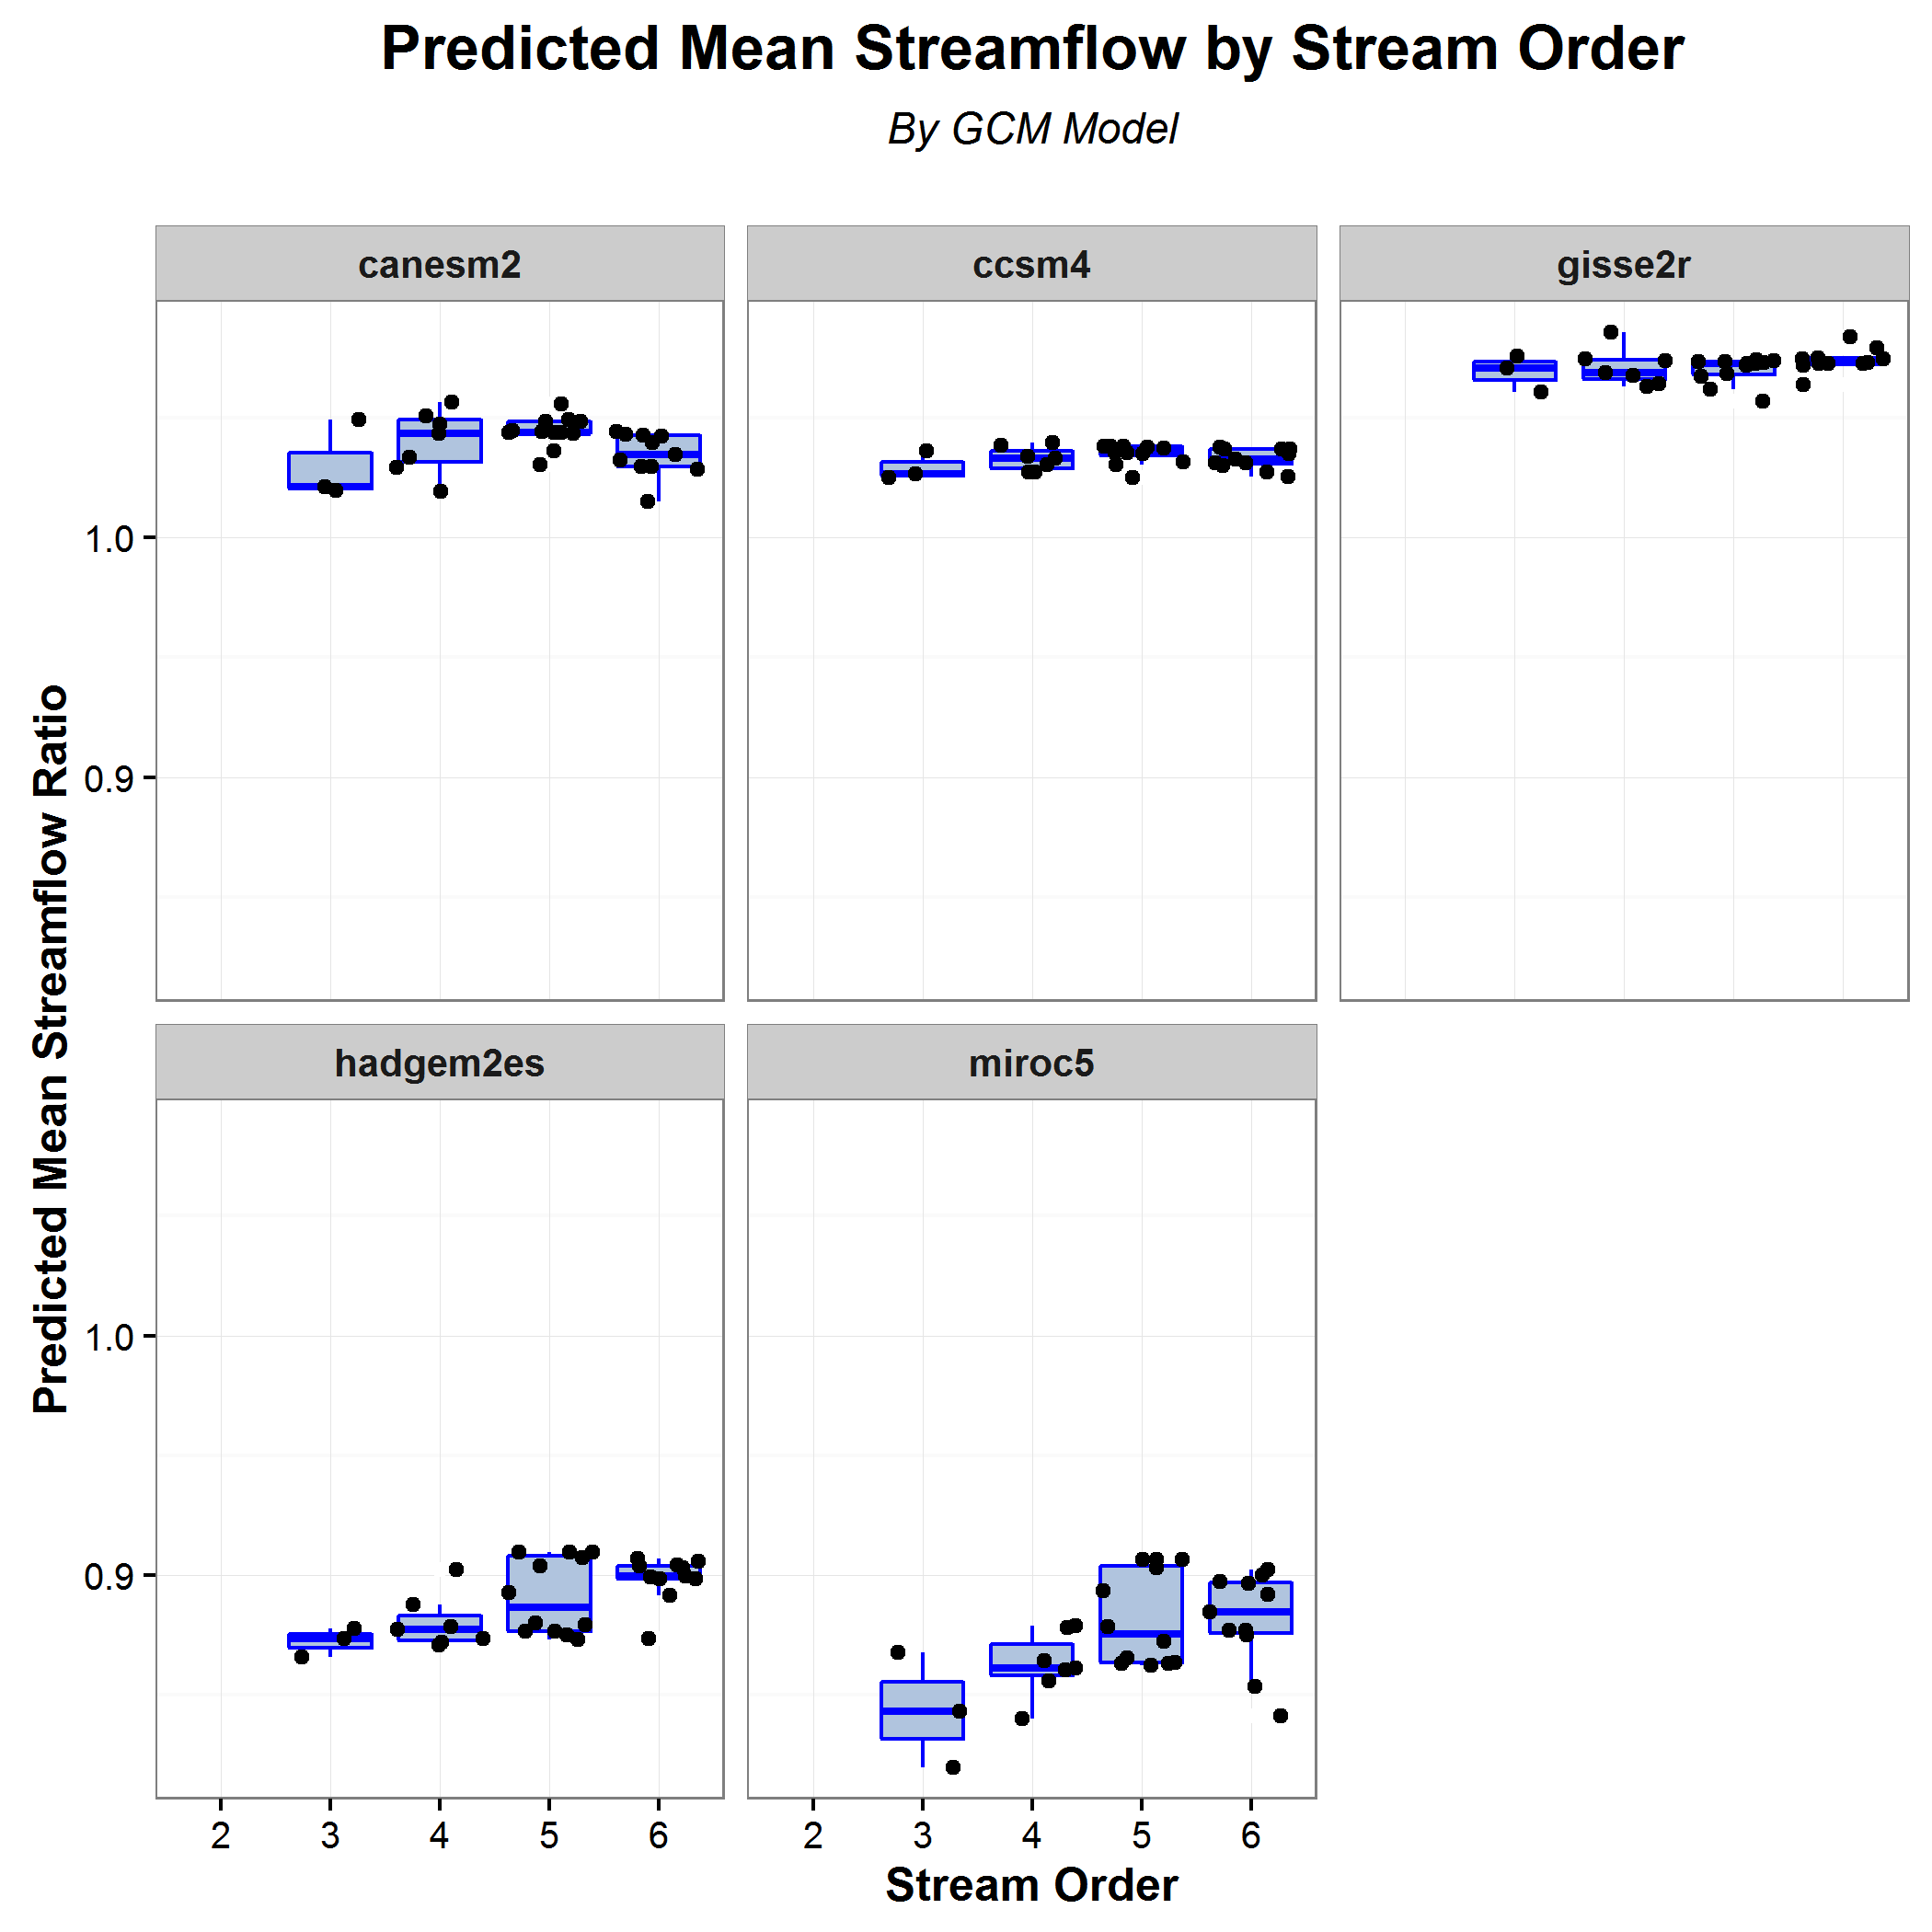 Predicted Mean Streamflow by Stream Order
By GCM Model
canesm2
ccsm4
gisse2r
1.0
0.9
Predicted Mean Streamflow Ratio
hadgem2es
miroc5
1.0
0.9
2 3 4 5 6
2 3 4 5 6
Stream Order